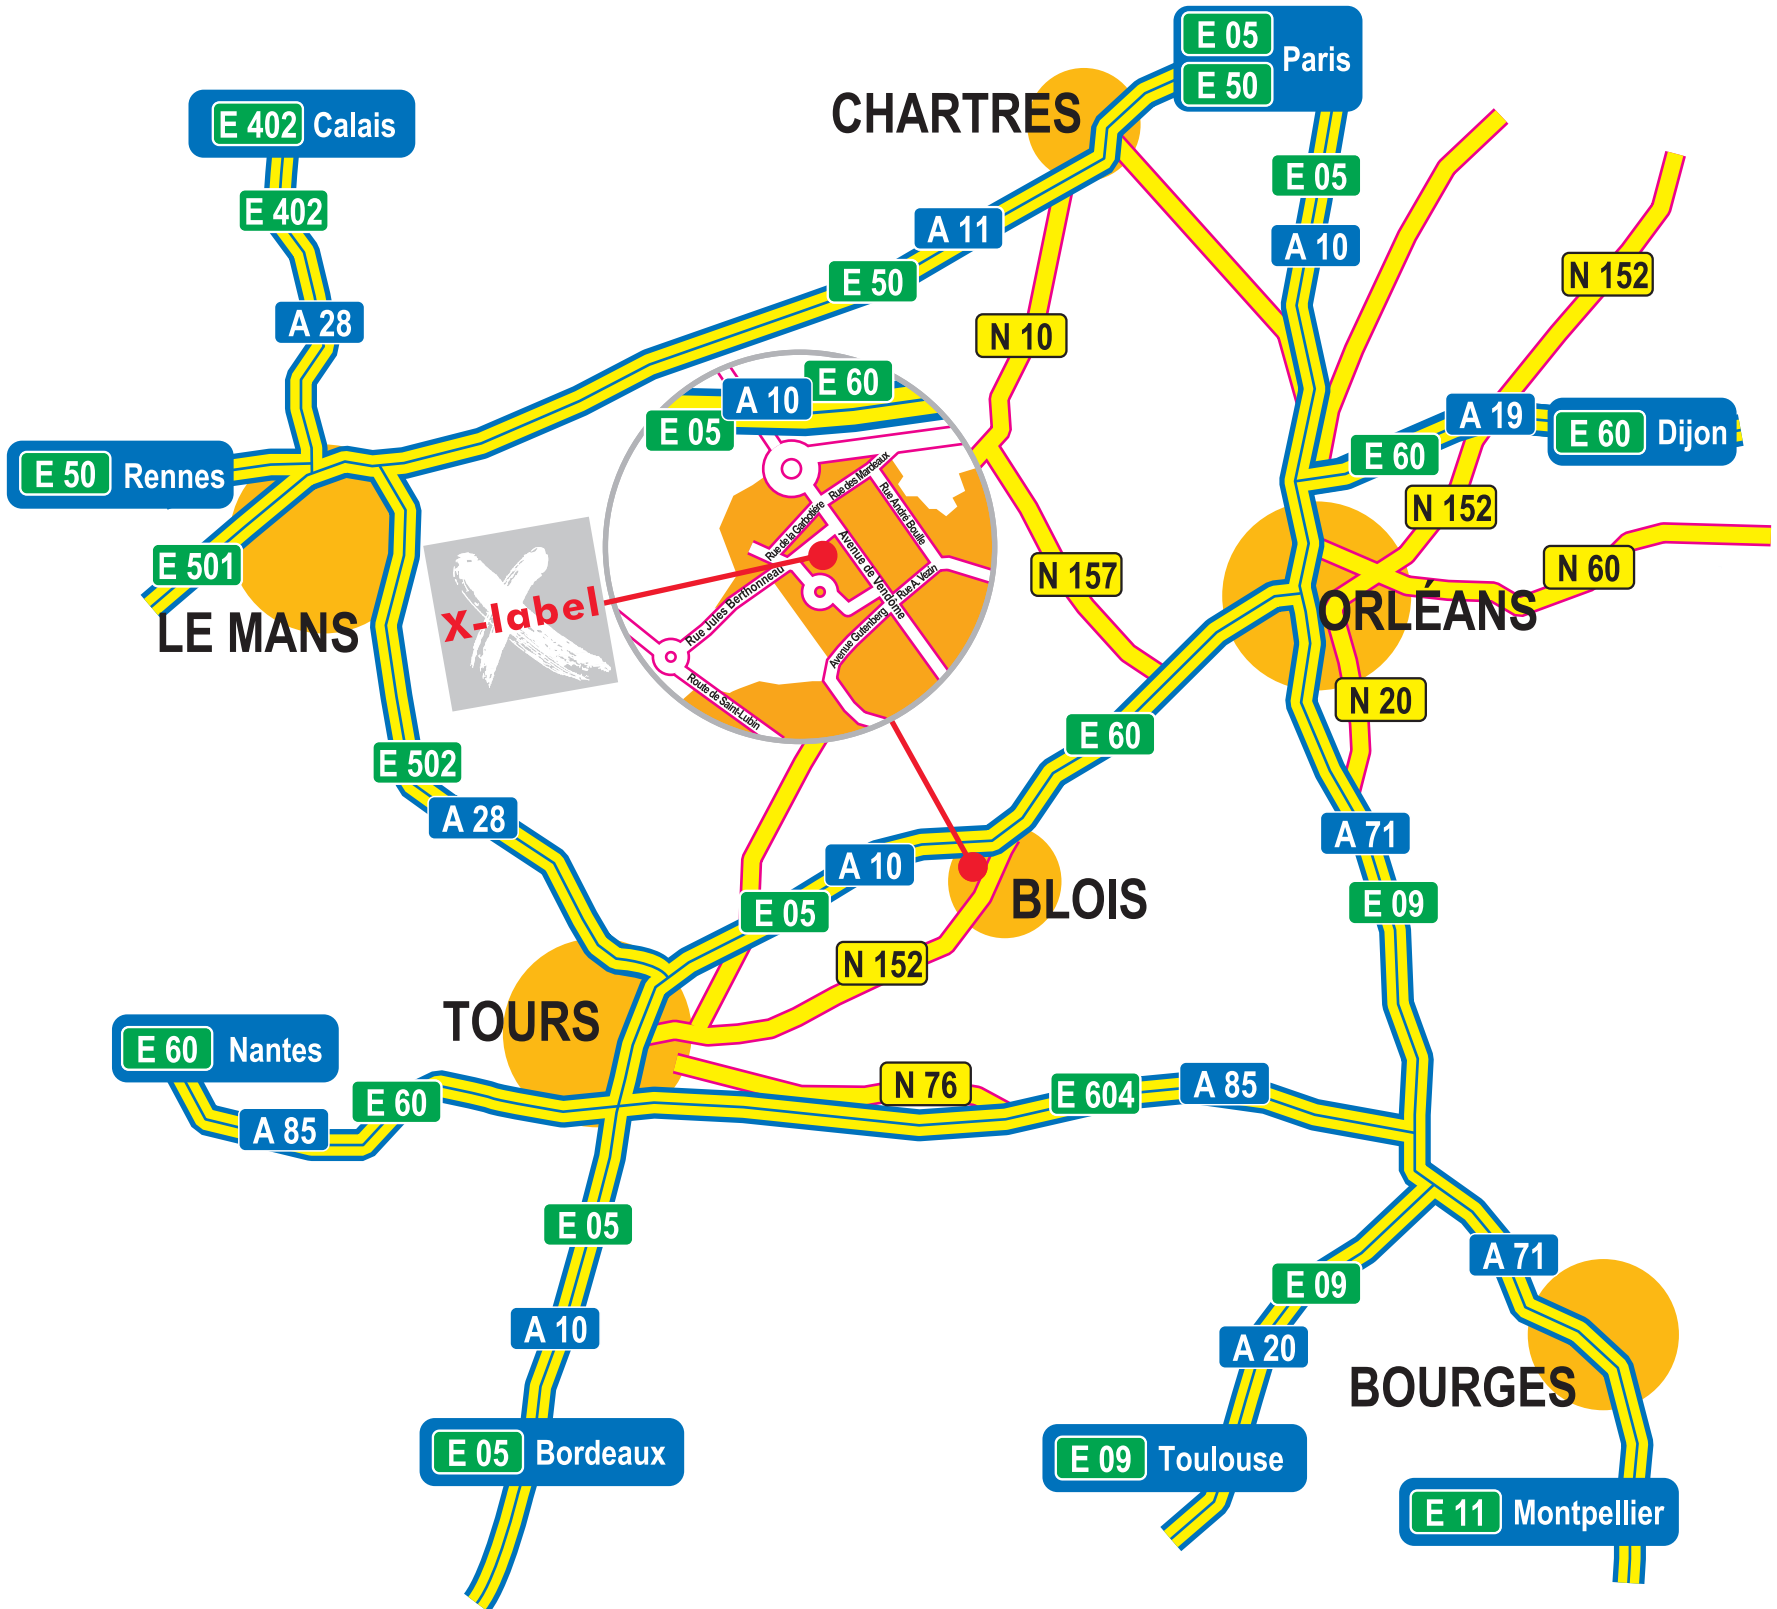 E 05
Paris
E 50
CHARTRES
E 402 Calais
E 402
E 05
A 11
A 10
E 50
N 152
A 28
N 10
E 60
A 10
E 05
A 19
E 60 Dijon
E 60
E 50 Rennes
Rue des Mardeaux
Rue André Boulle
Rue de la Garbotière
N 152
Avenue de Vendôme
E 501
N 157
N 60
Rue A. Vezin
X-label
Rue Jules Berthonneau
Avenue Gutenberg
LE MANS
ORLÉANS
Route de Saint-Lubin
N 20
E 60
E 502
A 28
A 71
A 10
BLOIS
E 05
E 09
N 152
TOURS
E 60 Nantes
N 76
E 604
A 85
E 60
A 85
E 05
A 71
E 09
A 10
A 20
BOURGES
E 05 Bordeaux
E 09 Toulouse
E 11 Montpellier